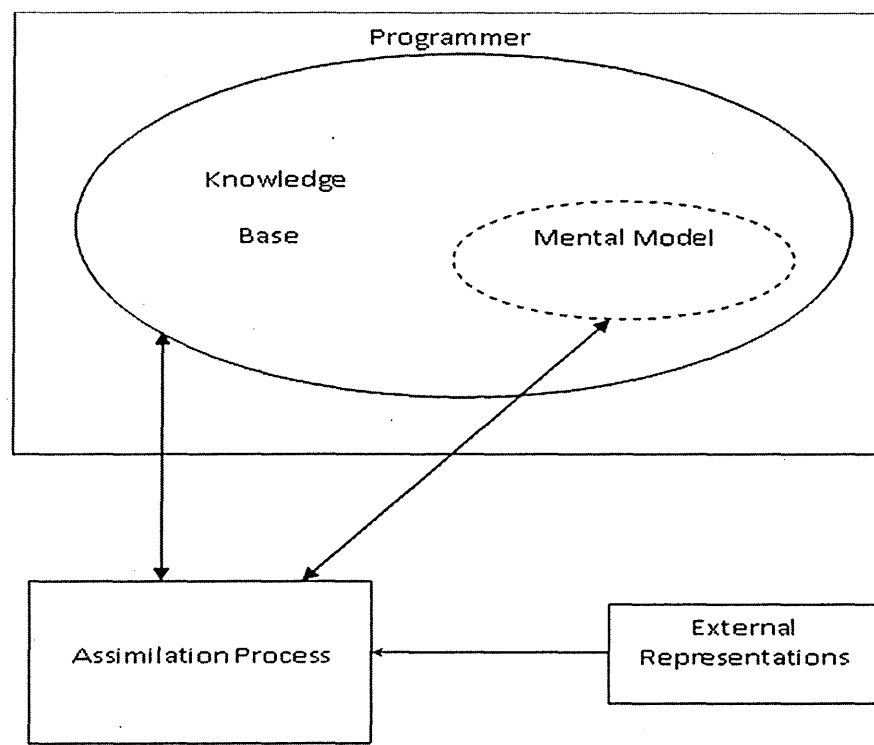 Programmer
Knowledge
Base
Mental Model
Assimilation Process
External
Representations